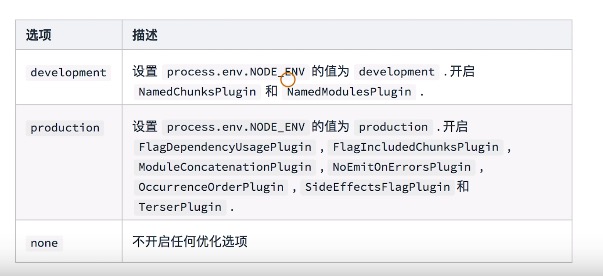 选项 描述
development 设置 process.env.NODE_ENV 的值为 development .开启
NamedChunksPlugin 和 NamedModulesPlugin .
production 设置 process.env.NODE_ENV 的值为 production .开启
FlagDependencyUsagePlugin , FlagIncludedChunksPlugin ,
ModuleConcatenationPlugin , NoEmitOnErrorsPlugin ,
OccurrenceOrderPlugin , SideEffectsFlagPlugin 和
TerserPlugin .
none 不开启任何优化选项